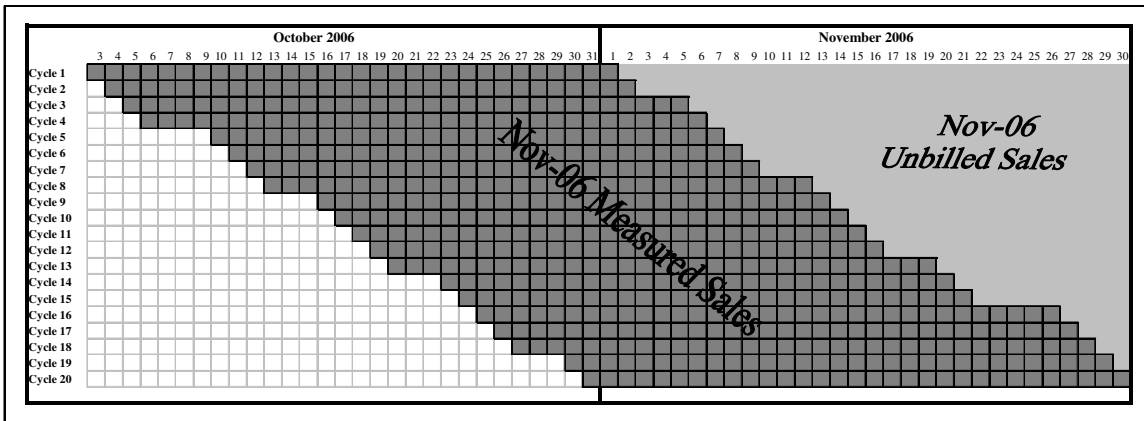 October 2006 November 2006
3 4 5 6 7 8 9 10 11 12 13 14 15 16 17 18 19 20 21 22 23 24 25 26 27 28 29 30 31 1 2 3 4 5 6 7 8 9 10 11 12 13 14 15 16 17 18 19 20 21 22 23 24 25 26 27 28 29 30
Cycle 1
Cycle 2
Cycle 3
Cycle 4
Cycle 5
Cycle 6
Cycle 7
Cycle 8
Cycle 9
Cycle 10
Cycle 11
Cycle 12
Cycle 13
Cycle 14
Cycle 15
Cycle 16
Cycle 17
Cycle 18
Cycle 19
Cycle 20
Nov-06 Measured Sales
Nov-06
Unbilled Sales